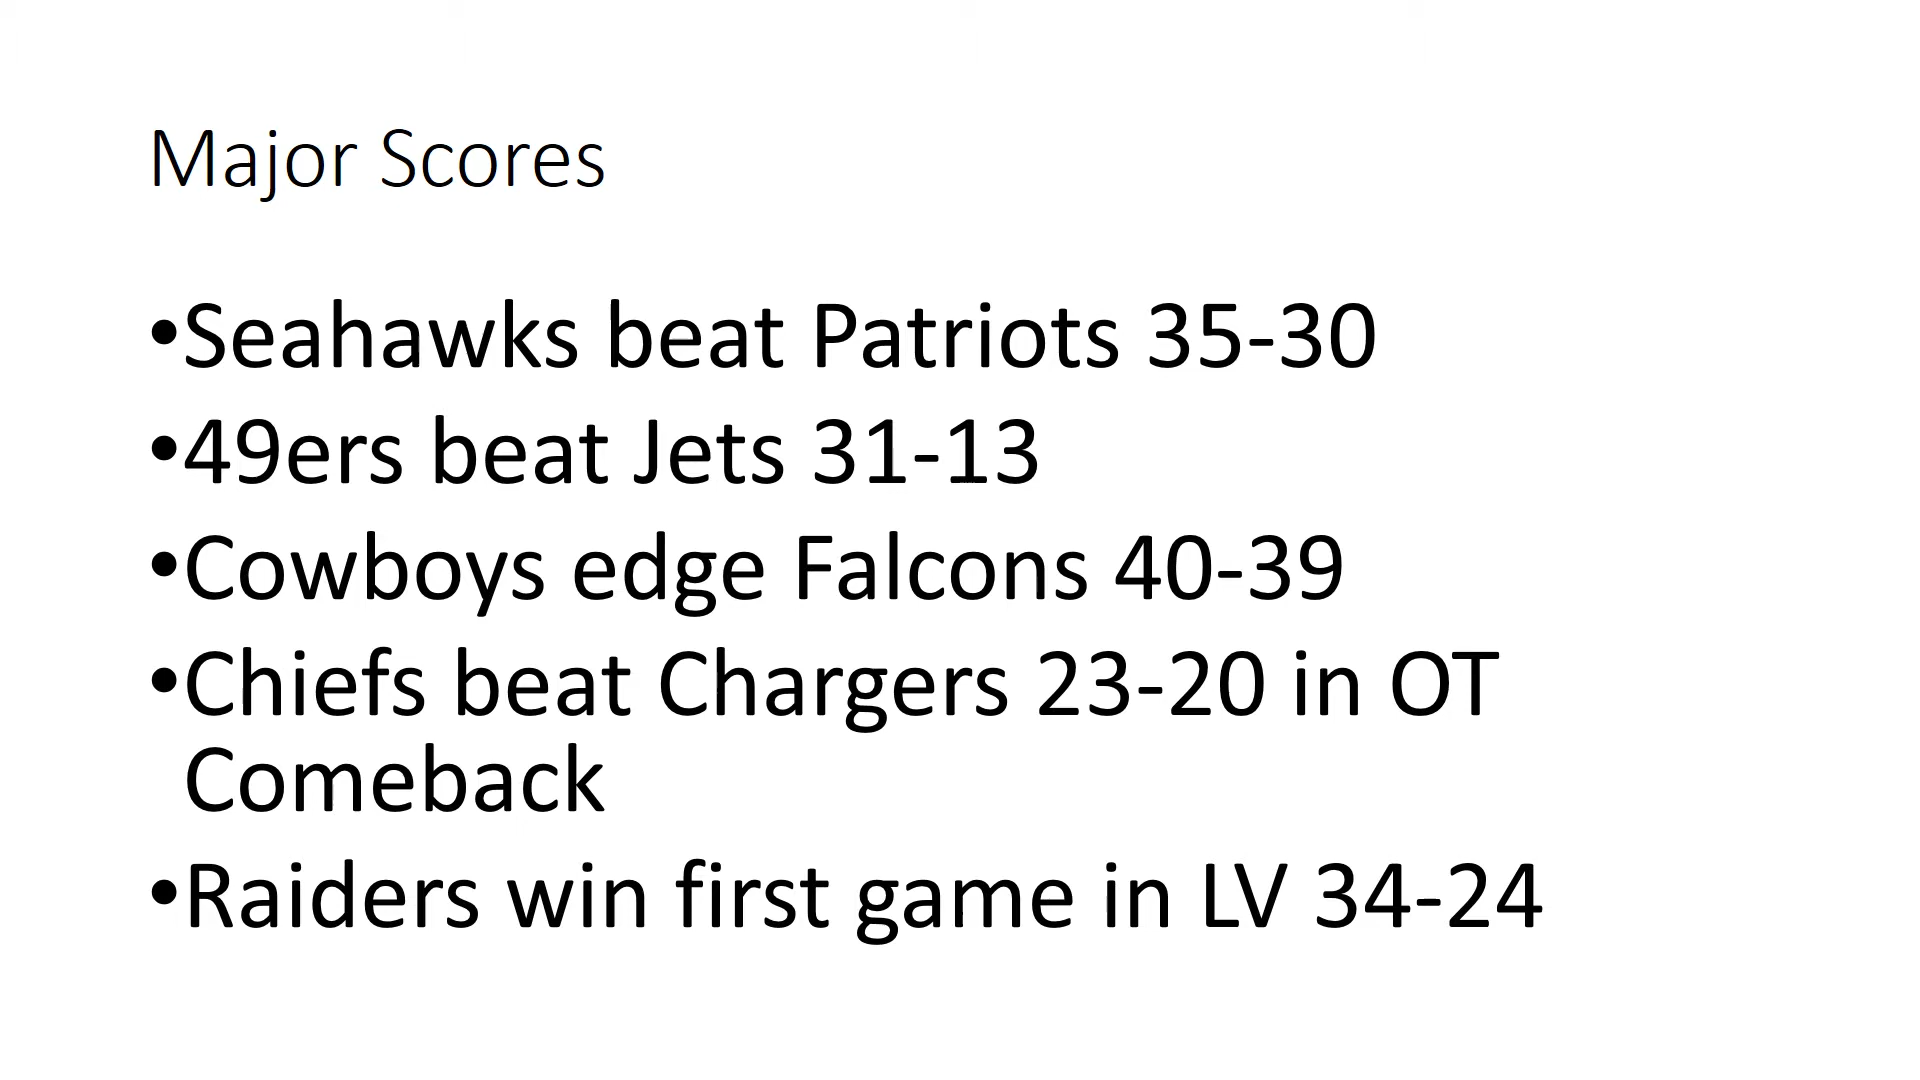 Major Scores
•Seahawks beat Patriots 35-30
•49ers beat Jets 31-13
•Cowboys edge Falcons 40-39
•Chiefs beat Chargers 23-20 in OT
Comeback
•Raiders win first game in LV 34-24